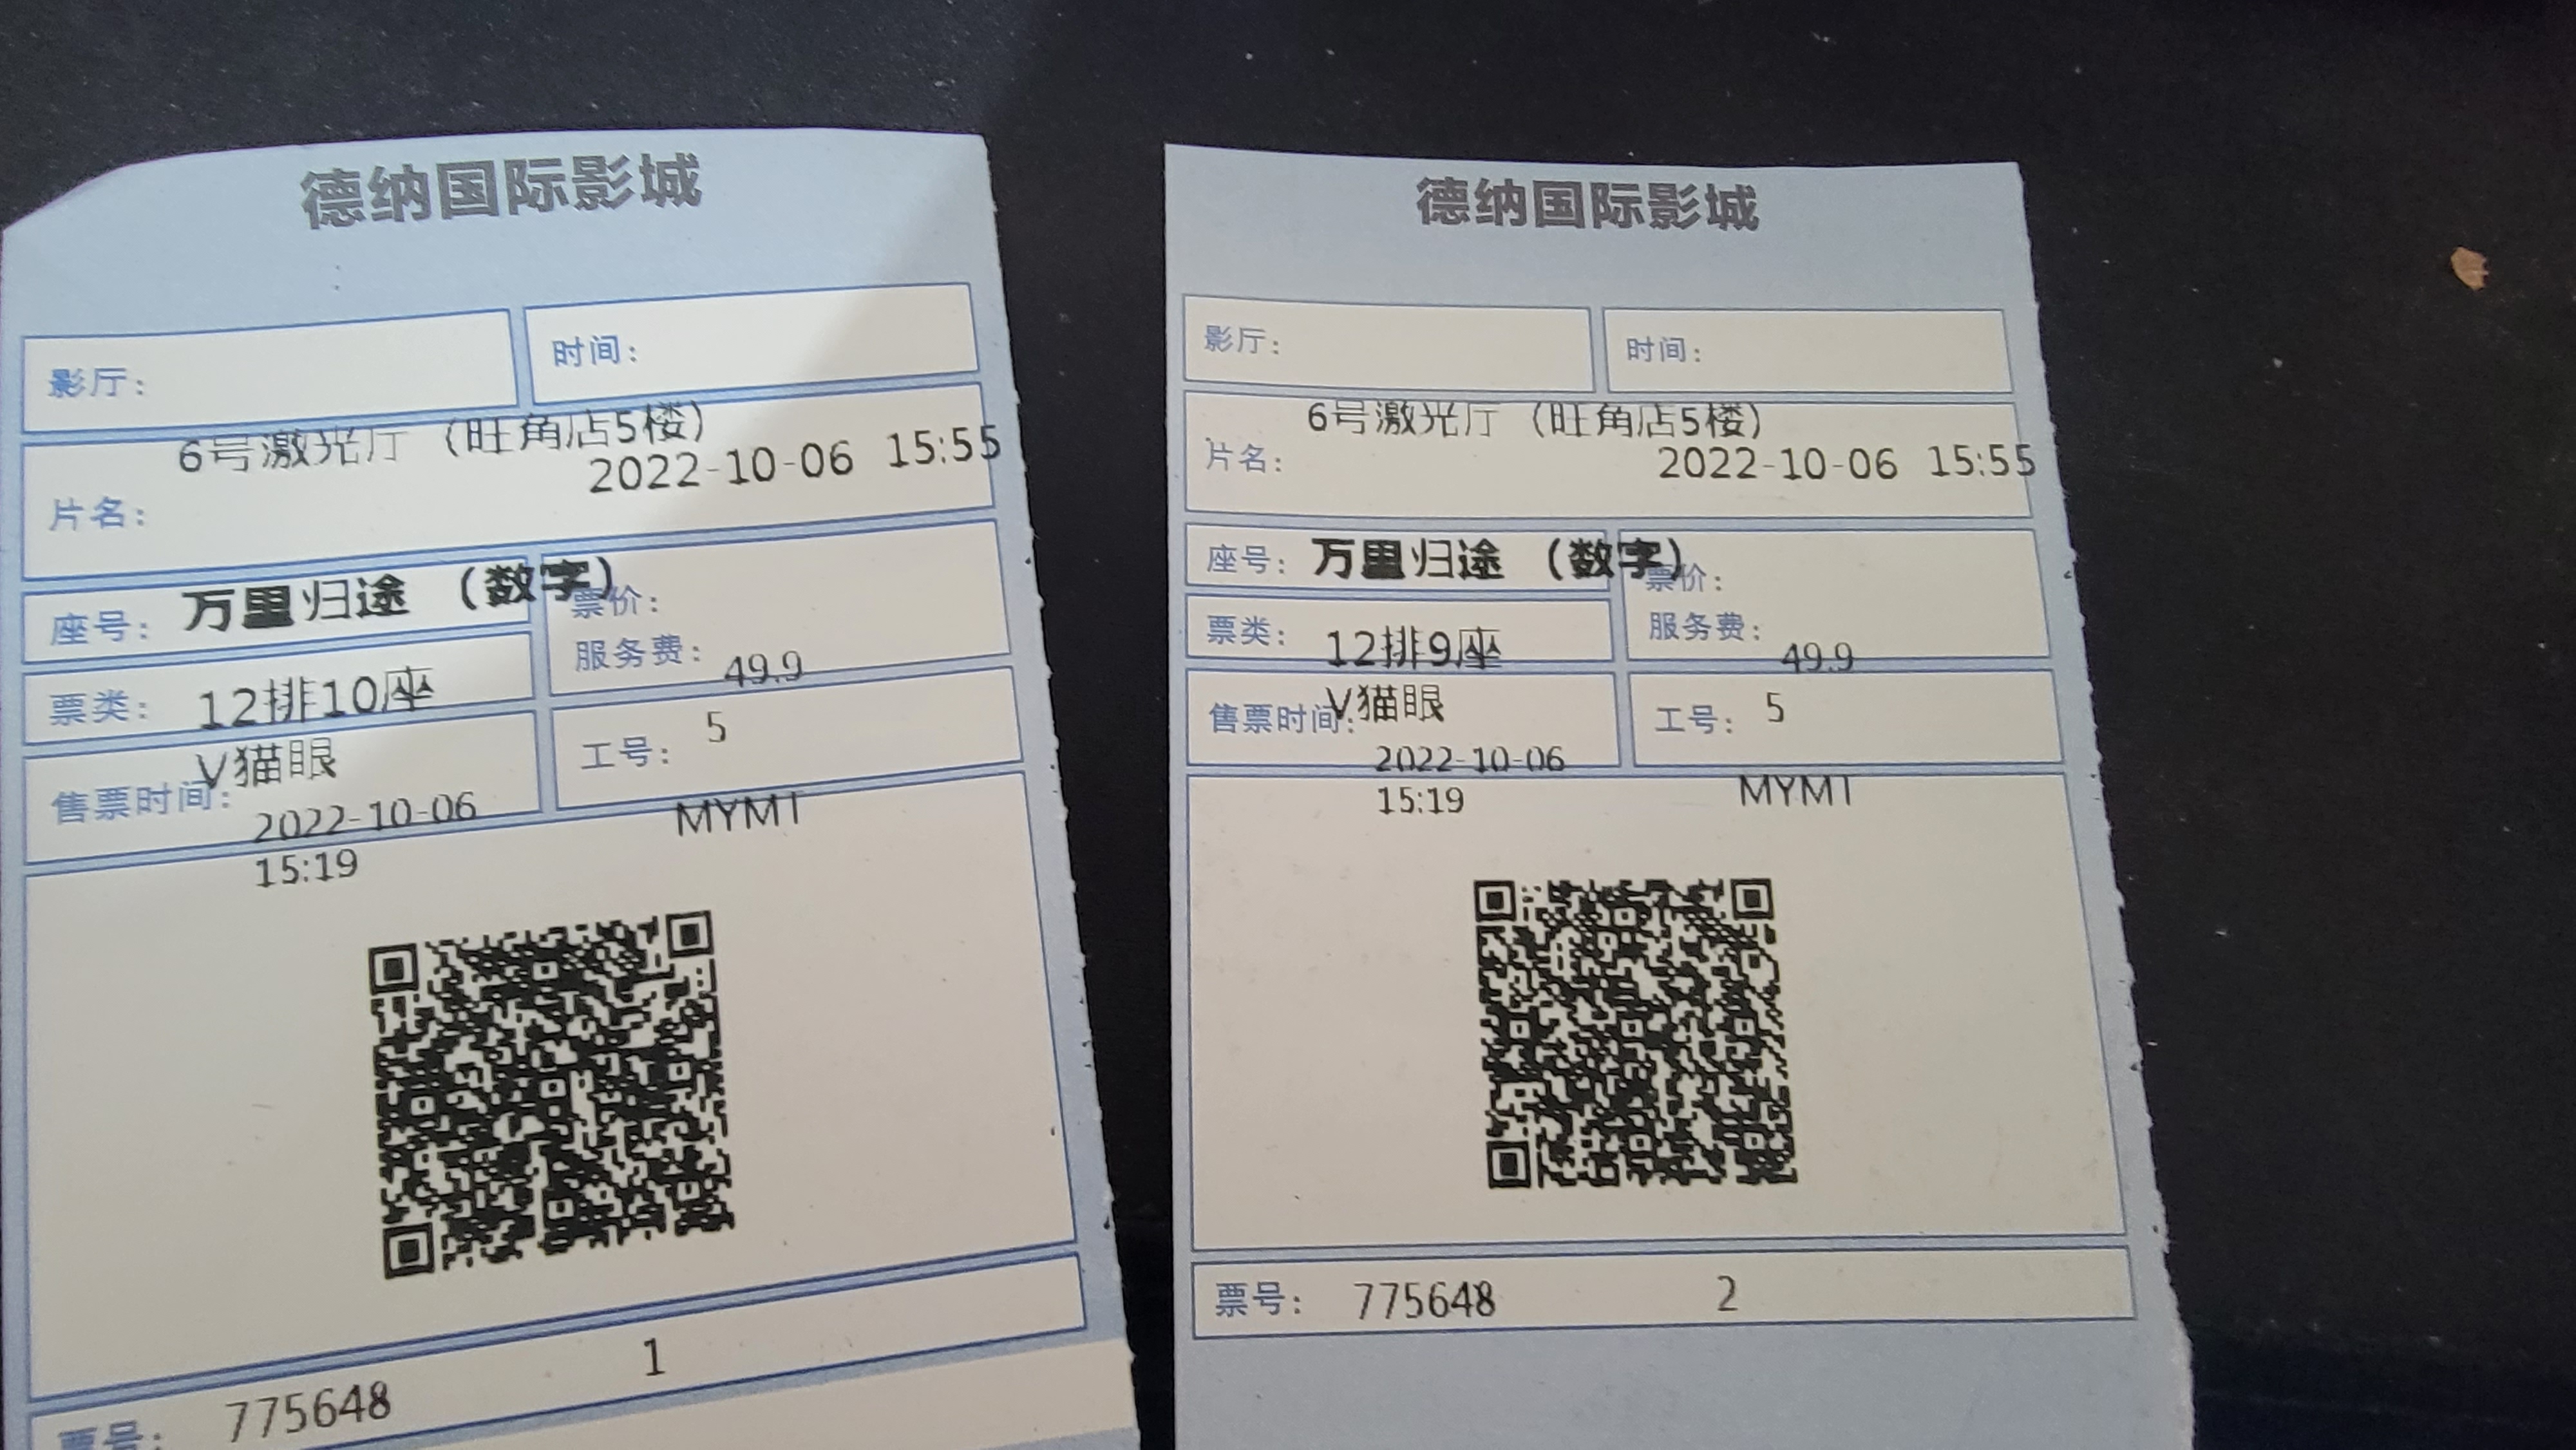 德纳国际影城
影厅：
时间：
6号激光厅 （旺角店5楼）
片名：
2022-10-06 15:55
座号：
万里归途 （数字）
票价：
票类：
12排10座
服务费：
49.9
售票时间：
V猫眼
工号：
5
2022-10-06
15:19
MYM1
票号：
775648
1
德纳国际影城
影厅：
时间：
6号激光厅 （旺角店5楼）
片名：
2022-10-06 15:55
座号：
万里归途 （数字）
票价：
票类：
12排9座
服务费：
49.9
售票时间：
V猫眼
工号：
5
2022-10-06
15:19
MYM1
票号：
775648
2